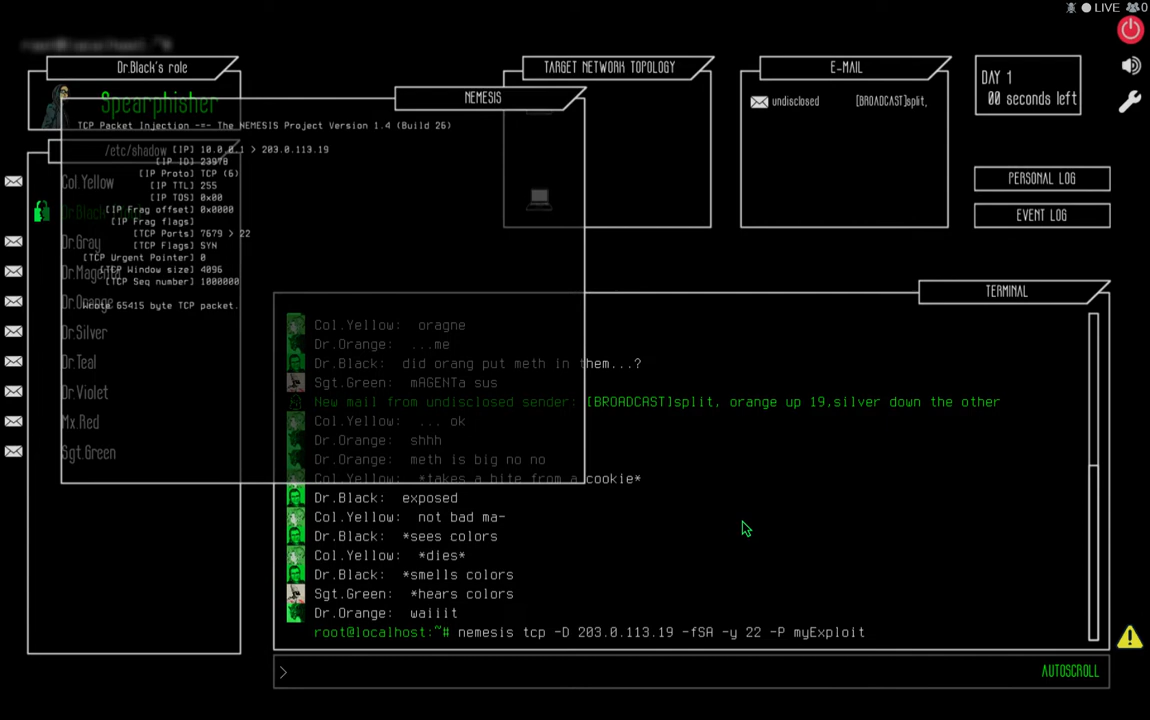 LIVE 0
root@localhost:~#
Dr.Black's role
Spearphisher
TARGET NETWORK TOPOLOGY
E-MAIL
undisclosed [BROADCAST]split,
DAY 1
00 seconds left
PERSONAL LOG
EVENT LOG
NEMESIS
TCP Packet Injection -=- The NEMESIS Project Version 1.4 (Build 26)
[IP] 10.0.0.1 > 203.0.113.19
[IP ID] 23978
[IP Proto] TCP (6)
[IP TTL] 255
[IP TOS] 0x00
[IP Frag offset] 0x0000
[IP Frag flags]
[TCP Ports] 7679 > 22
[TCP Flags] SYN
[TCP Urgent Pointer] 0
[TCP Window size] 4096
[TCP Seq number] 1000000
Wrote 65415 byte TCP packet.
/etc/shadow
Col.Yellow
Dr.Black
Dr.Gray
Dr.Magenta
Dr.Orange
Dr.Silver
Dr.Teal
Dr.Violet
Mx.Red
Sgt.Green
TERMINAL
Col.Yellow: oragne
Dr.Orange: ...me
Dr.Black: did orang put meth in them...?
Sgt.Green: mAGENTa sus
New mail from undisclosed sender: [BROADCAST]split, orange up 19,silver down the other
Col.Yellow: ... ok
Dr.Orange: shhh
Dr.Orange: meth is big no no
Col.Yellow: *takes a bite from a cookie*
Dr.Black: exposed
Col.Yellow: not bad ma-
Dr.Black: *sees colors
Col.Yellow: *dies*
Dr.Black: *smells colors
Sgt.Green: *hears colors
Dr.Orange: waiiit
root@localhost:~# nemesis tcp -D 203.0.113.19 -fSA -y 22 -P myExploit
>
AUTOSCROLL